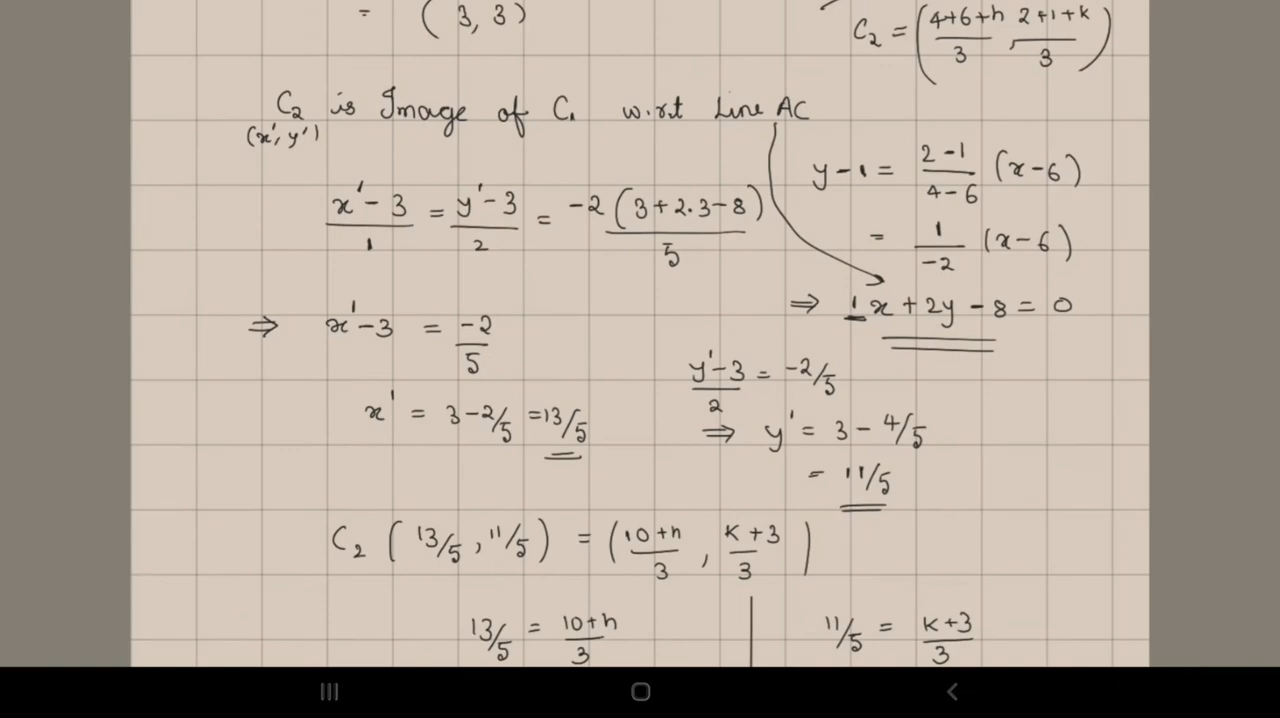 = (3, 3)
C₂ = ((4+6+h)/3, (2+1+k)/3)
C₂ is Image of C₁ w.r.t Line AC
(x', y')
y-1 = (2-1)/(4-6) (x-6)
(x'-3)/1 = (y'-3)/2 = -2(3+2·3-8)/5
= 1/-2 (x-6)
⇒ 1x+2y-8=0
⇒ x'-3 = -2/5
(y'-3)/2 = -2/5
x' = 3-2/5 = 13/5
⇒ y' = 3-4/5
= 11/5
C₂ (13/5, 11/5) = ((10+h)/3, (k+3)/3)
13/5 = (10+h)/3 | 11/5 = (k+3)/3